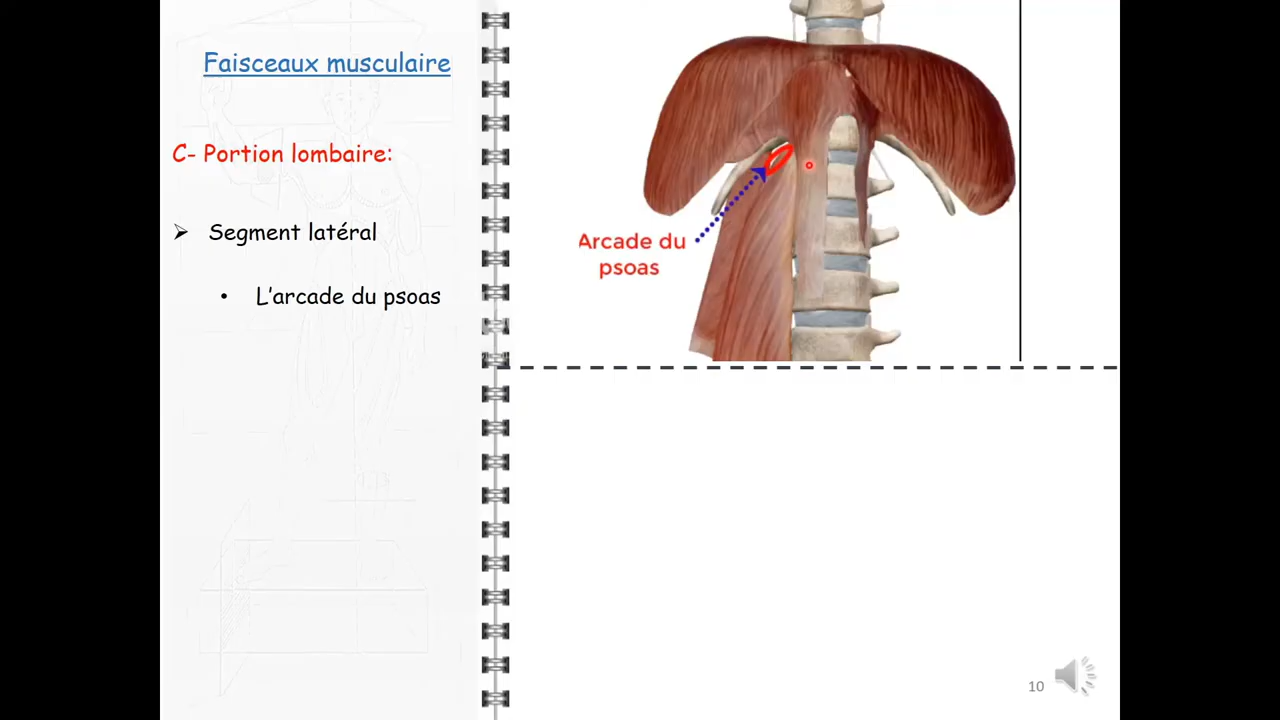 Faisceaux musculaire
C- Portion lombaire:
Segment latéral
L'arcade du psoas
Arcade du
psoas
10